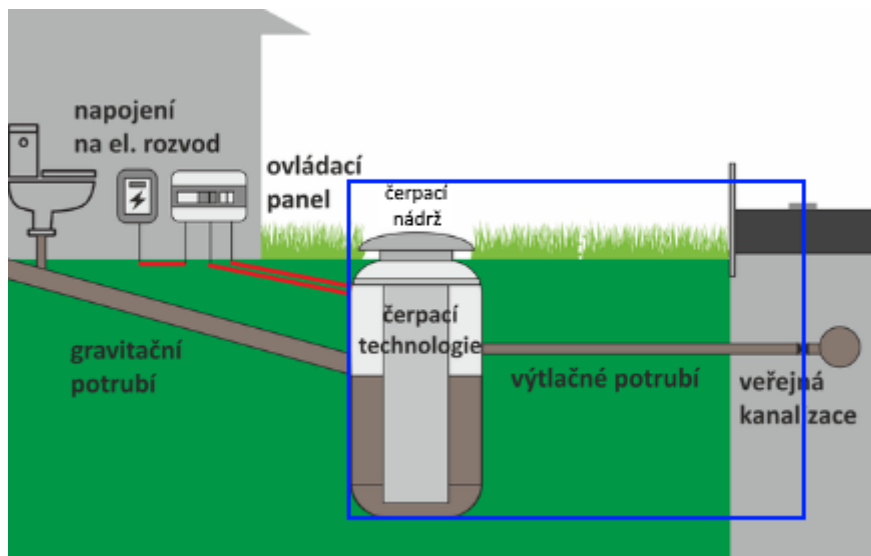 napojení
na el. rozvod
ovládací
panel
čerpací
nádrž
čerpací
technologie
gravitační
potrubí
výtlačné potrubí
veřejná
kanalizace